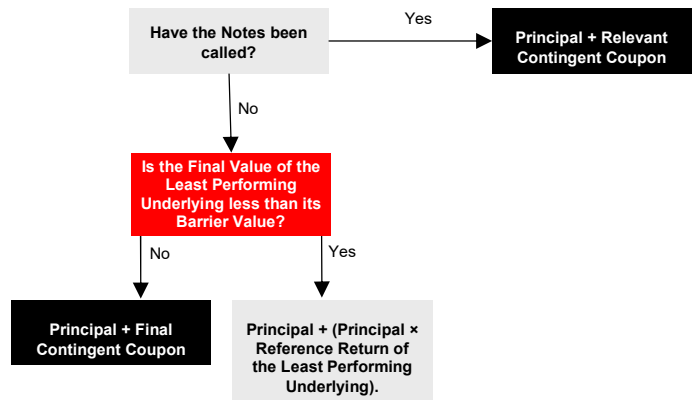 Have the Notes been
called?
Yes
Principal + Relevant
Contingent Coupon
No
Is the Final Value of the
Least Performing
Underlying less than its
Barrier Value?
No
Yes
Principal + Final
Contingent Coupon
Principal + (Principal ×
Reference Return of
the Least Performing
Underlying).